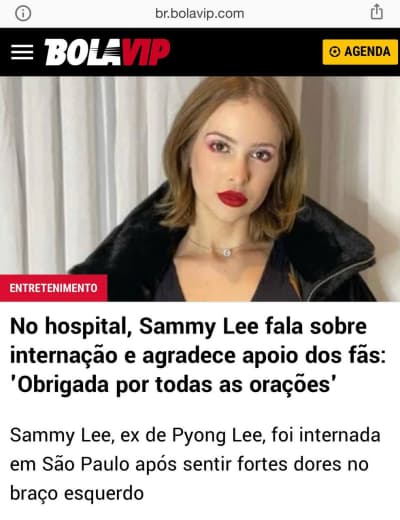 br.bolavip.com
BOLAVIP
AGENDA
ENTRETENIMENTO
No hospital, Sammy Lee fala sobre
internação e agradece apoio dos fãs:
'Obrigada por todas as orações'
Sammy Lee, ex de Pyong Lee, foi internada
em São Paulo após sentir fortes dores no
braço esquerdo